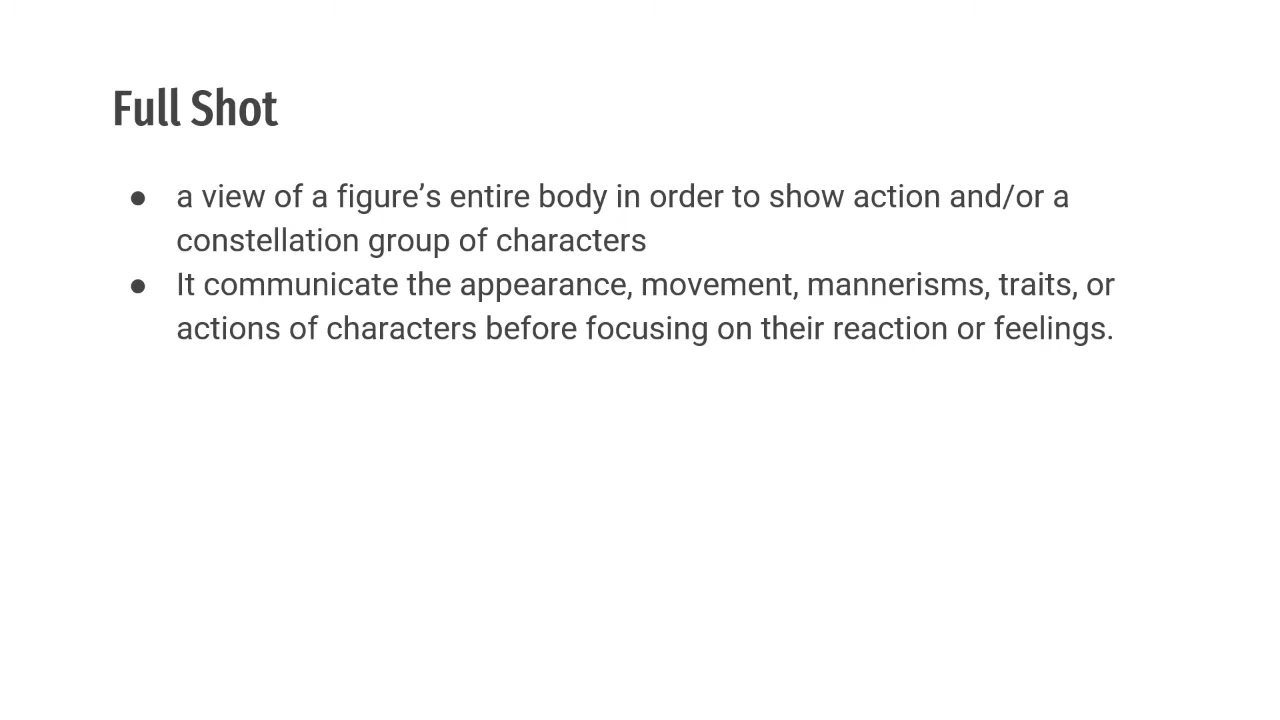 Full Shot
● a view of a figure’s entire body in order to show action and/or a
constellation group of characters
● It communicate the appearance, movement, mannerisms, traits, or
actions of characters before focusing on their reaction or feelings.